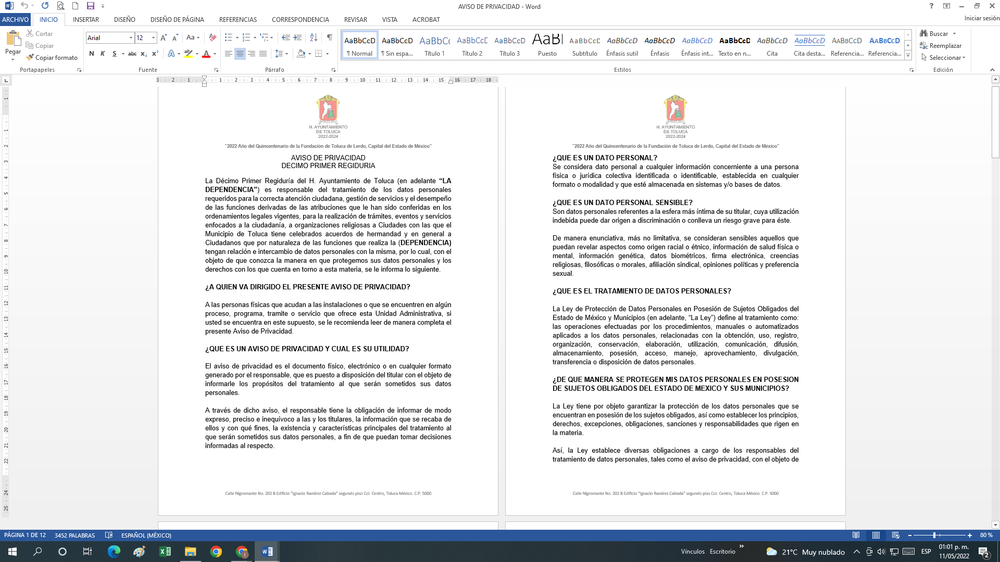 AVISO DE PRIVACIDAD - Word
Iniciar sesión
ARCHIVO INICIO INSERTAR DISEÑO DISEÑO DE PÁGINA REFERENCIAS CORRESPONDENCIA REVISAR VISTA ACROBAT
Pegar
Cortar
Copiar
Copiar formato
Portapapeles
Arial 12
N K S abc x₂ x²
Fuente
Párrafo
AaBbCcD AaBbCcD AaBbCc AaBbCcD AaBbCcD AaBl AaBbCcD AaBbCcD AaBbCcD AaBbCcD AaBbCcD AaBbCcD AaBbCcD AaBbCcD AaBbCcD
¶ Normal ¶ Sin espa... Título 1 Título 2 Título 3 Puesto Subtítulo Énfasis sutil Énfasis Énfasis int... Texto en n... Cita Cita desta... Referencia... Referencia...
Estilos
Buscar
Reemplazar
Seleccionar
Edición
3 2 1 1 2 3 4 5 6 7 8 9 10 11 12 13 14 15 16 17 18
H. AYUNTAMIENTO
DE TOLUCA
2022-2024
"2022 Año del Quincentenario de la Fundación de Toluca de Lerdo, Capital del Estado de México"
AVISO DE PRIVACIDAD
DECIMO PRIMER REGIDURIA
La Décimo Primer Regiduría del H. Ayuntamiento de Toluca (en adelante “LA
DEPENDENCIA”) es responsable del tratamiento de los datos personales
requeridos para la correcta atención ciudadana, gestión de servicios y el desempeño
de las funciones derivadas de las atribuciones que le han sido conferidas en los
ordenamientos legales vigentes, para la realización de trámites, eventos y servicios
enfocados a la ciudadanía, a organizaciones religiosas a Ciudades con las que el
Municipio de Toluca tiene celebrados acuerdos de hermandad y en general a
Ciudadanos que por naturaleza de las funciones que realiza la (DEPENDENCIA)
tengan relación e intercambio de datos personales con la misma, por lo cual, con el
objeto de que conozca la manera en que protegemos sus datos personales y los
derechos con los que cuenta en torno a esta materia, se le informa lo siguiente.
¿A QUIEN VA DIRIGIDO EL PRESENTE AVISO DE PRIVACIDAD?
A las personas físicas que acudan a las instalaciones o que se encuentren en algún
proceso, programa, tramite o servicio que ofrece esta Unidad Administrativa, si
usted se encuentra en este supuesto, se le recomienda leer de manera completa el
presente Aviso de Privacidad.
¿QUE ES UN AVISO DE PRIVACIDAD Y CUAL ES SU UTILIDAD?
El aviso de privacidad es el documento físico, electrónico o en cualquier formato
generado por el responsable, que es puesto a disposición del titular con el objeto de
informarle los propósitos del tratamiento al que serán sometidos sus datos
personales.
A través de dicho aviso, el responsable tiene la obligación de informar de modo
expreso, preciso e inequívoco a las y los titulares, la información que se recaba de
ellos y con qué fines, la existencia y características principales del tratamiento al
que serán sometidos sus datos personales, a fin de que puedan tomar decisiones
informadas al respecto.
Calle Nigromante No. 202 B Edificio “Ignacio Ramírez Calzada” segundo piso Col. Centro, Toluca México. C.P. 5000
H. AYUNTAMIENTO
DE TOLUCA
2022-2024
"2022 Año del Quincentenario de la Fundación de Toluca de Lerdo, Capital del Estado de México"
¿QUE ES UN DATO PERSONAL?
Se considera dato personal a cualquier información concerniente a una persona
física o jurídica colectiva identificada o identificable, establecida en cualquier
formato o modalidad y que esté almacenada en sistemas y/o bases de datos.
¿QUE ES UN DATO PERSONAL SENSIBLE?
Son datos personales referentes a la esfera más íntima de su titular, cuya utilización
indebida puede dar origen a discriminación o conlleva un riesgo grave para éste.
De manera enunciativa, más no limitativa, se consideran sensibles aquellos que
puedan revelar aspectos como origen racial o étnico, información de salud física o
mental, información genética, datos biométricos, firma electrónica, creencias
religiosas, filosóficas o morales, afiliación sindical, opiniones políticas y preferencia
sexual.
¿QUE ES EL TRATAMIENTO DE DATOS PERSONALES?
La Ley de Protección de Datos Personales en Posesión de Sujetos Obligados del
Estado de México y Municipios (en adelante, “La Ley”) define al tratamiento como:
las operaciones efectuadas por los procedimientos, manuales o automatizados
aplicados a los datos personales, relacionadas con la obtención, uso, registro,
organización, conservación, elaboración, utilización, comunicación, difusión,
almacenamiento, posesión, acceso, manejo, aprovechamiento, divulgación,
transferencia o disposición de datos personales.
¿DE QUE MANERA SE PROTEGEN MIS DATOS PERSONALES EN POSESION
DE SUJETOS OBLIGADOS DEL ESTADO DE MEXICO Y SUS MUNICIPIOS?
La Ley tiene por objeto garantizar la protección de los datos personales que se
encuentran en posesión de los sujetos obligados, así como establecer los principios,
derechos, excepciones, obligaciones, sanciones y responsabilidades que rigen en
la materia.
Así, la Ley establece diversas obligaciones a cargo de los responsables del
tratamiento de datos personales, tales como el aviso de privacidad, con el objeto de
Calle Nigromante No. 202 B Edificio “Ignacio Ramírez Calzada” segundo piso Col. Centro, Toluca México. C.P. 5000
PÁGINA 1 DE 12 3452 PALABRAS ESPAÑOL (MÉXICO) 80 %
Vínculos Escritorio » 21°C Muy nublado ESP
01:01 p. m.
11/05/2022
2